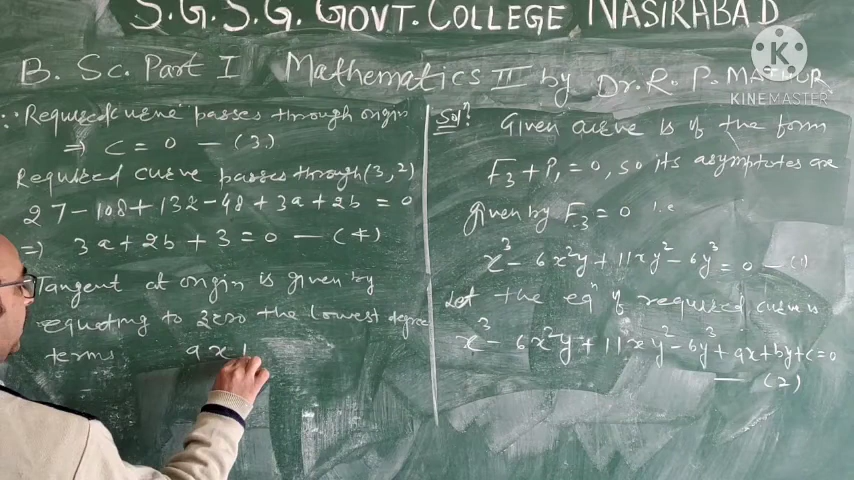 S.G.S.G. GOVT. COLLEGE NASIRABAD
B. Sc. Part I Mathematics II by Dr. R. P. MATHUR
KINEMASTER
∵ Required curve passes through origin
⇒ c = 0 — (3)
Required curve passes through (3, 2)
27 - 108 + 132 - 48 + 3a + 2b = 0
⇒ 3a + 2b + 3 = 0 — (4)
Tangent at origin is given by
equating to zero the lowest degree
terms ax
Solⁿ: Given curve is of the form
F₃ + P₁ = 0, so its asymptotes are
given by F₃ = 0 i.e
x³ - 6x²y + 11xy² - 6y³ = 0 — (1)
Let the eqⁿ of required curve is
x³ - 6x²y + 11xy² - 6y³ + ax + by + c = 0
— (2)